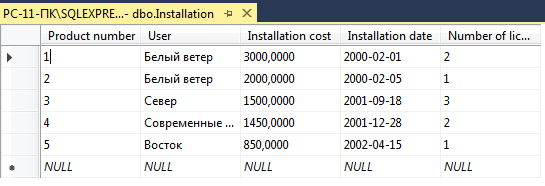 PC-11-ПК\SQLEXPRE...- dbo.Installation
Product number User Installation cost Installation date Number of lic...
1 Белый ветер 3000,0000 2000-02-01 2
2 Белый ветер 2000,0000 2000-02-05 1
3 Север 1500,0000 2001-09-18 3
4 Современные ... 1450,0000 2001-12-28 2
5 Восток 850,0000 2002-04-15 1
NULL NULL NULL NULL NULL